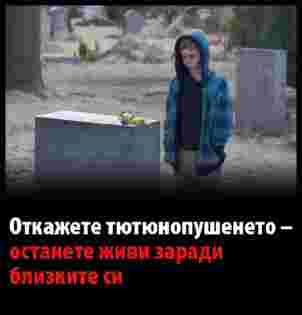 Откажете тютюнопушенето –
останете живи заради
близките си